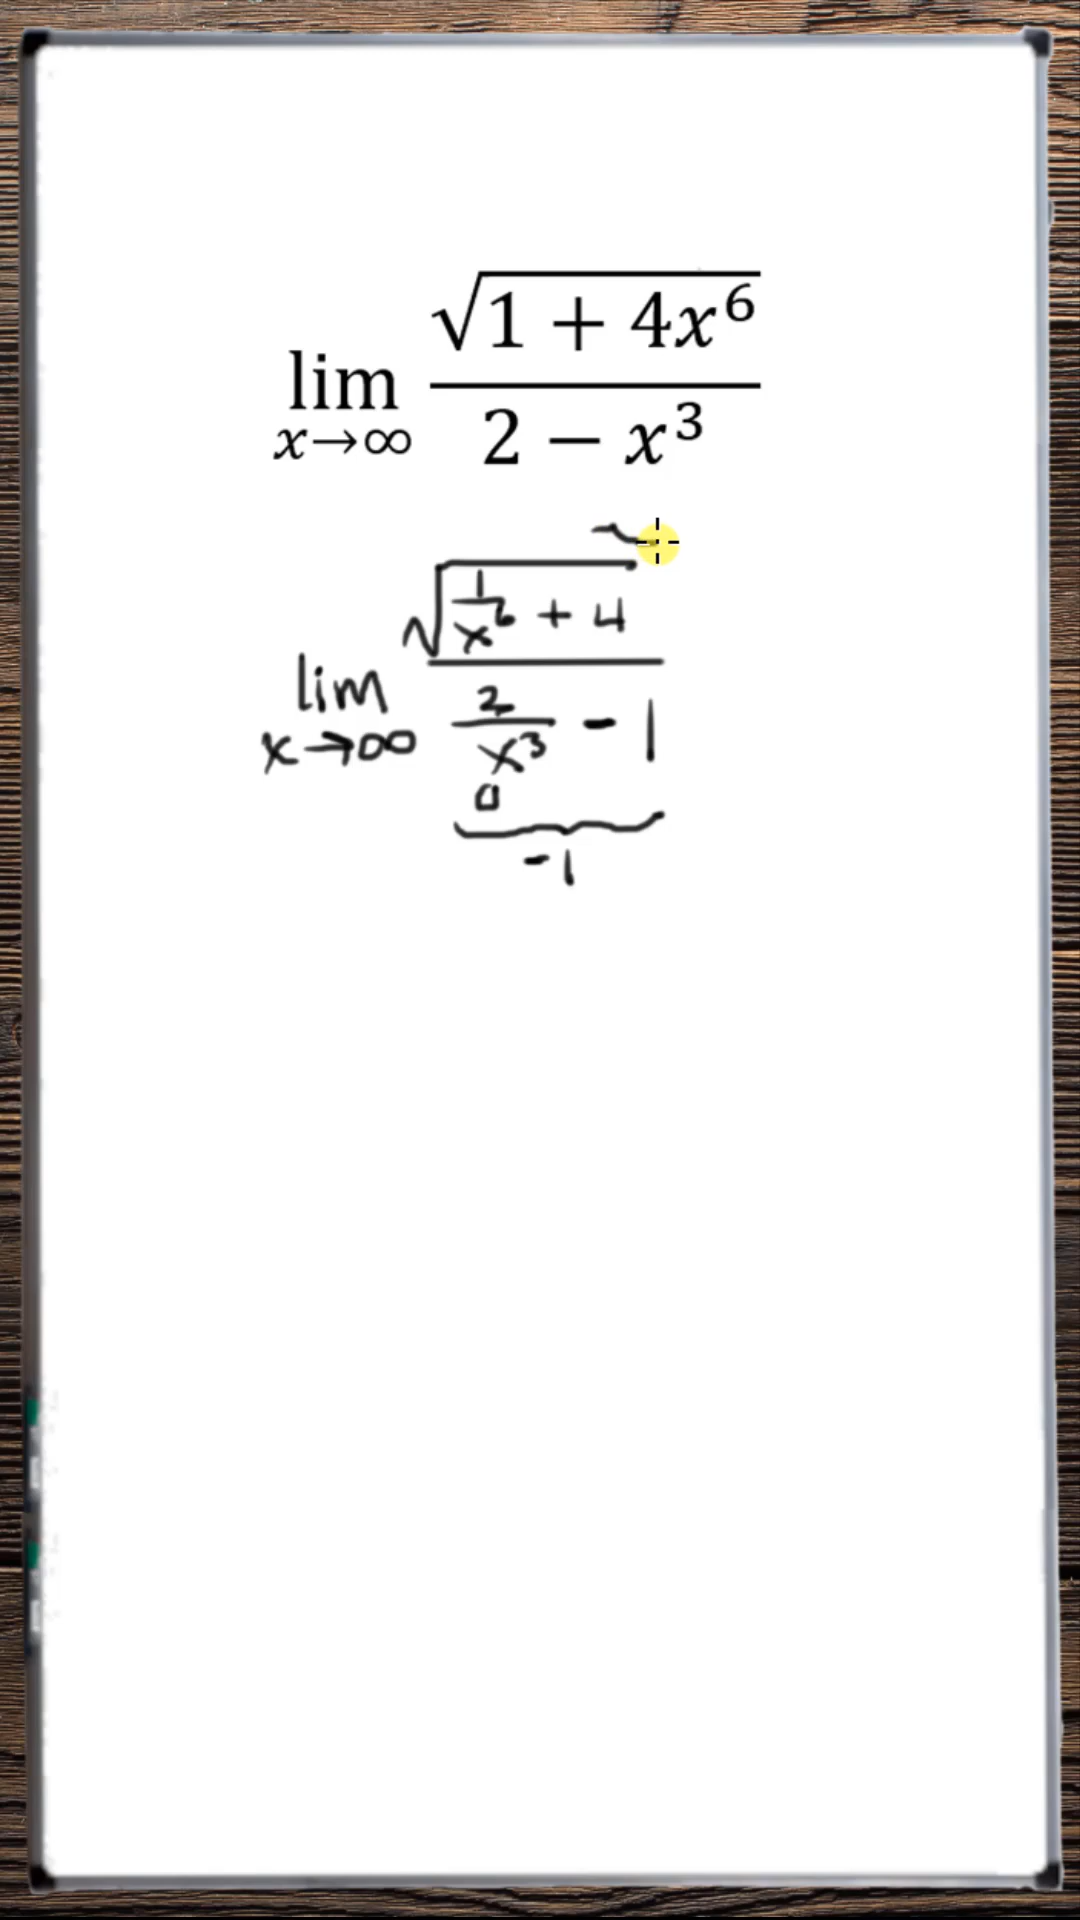 lim x→∞ √(1 + 4x⁶) / (2 − x³)
lim x→∞ √(1/x⁶ + 4) / (2/x³ − 1)
0
-1